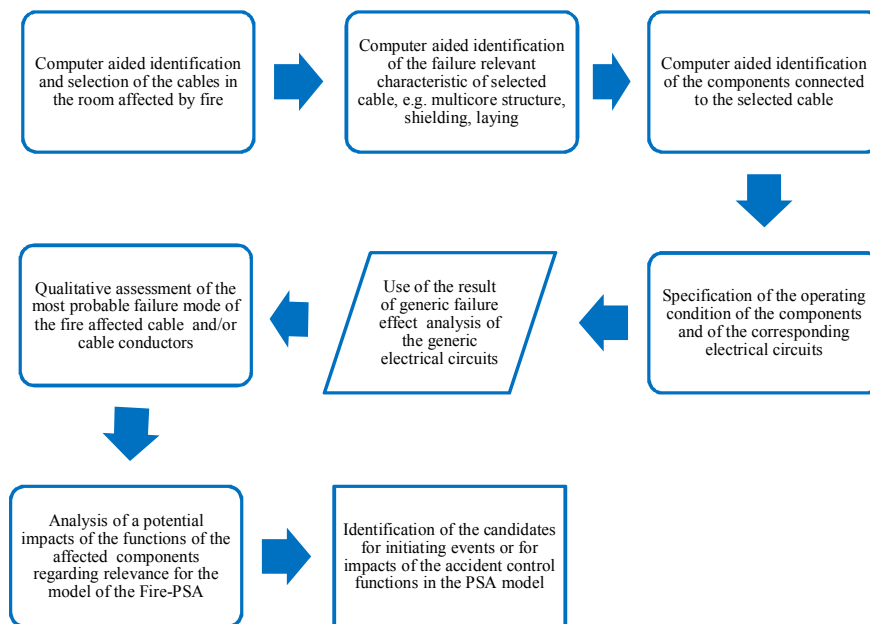 Computer aided identification
and selection of the cables in
the room affected by fire
Computer aided identification
of the failure relevant
characteristic of selected
cable, e.g. multicore structure,
shielding, laying
Computer aided identification
of the components connected
to the selected cable
Specification of the operating
condition of the components
and of the corresponding
electrical circuits
Use of the result
of generic failure
effect analysis of
the generic
electrical circuits
Qualitative assessment of the
most probable failure mode of
the fire affected cable and/or
cable conductors
Analysis of a potential
impacts of the functions of the
affected components
regarding relevance for the
model of the Fire-PSA
Identification of the candidates
for initiating events or for
impacts of the accident control
functions in the PSA model